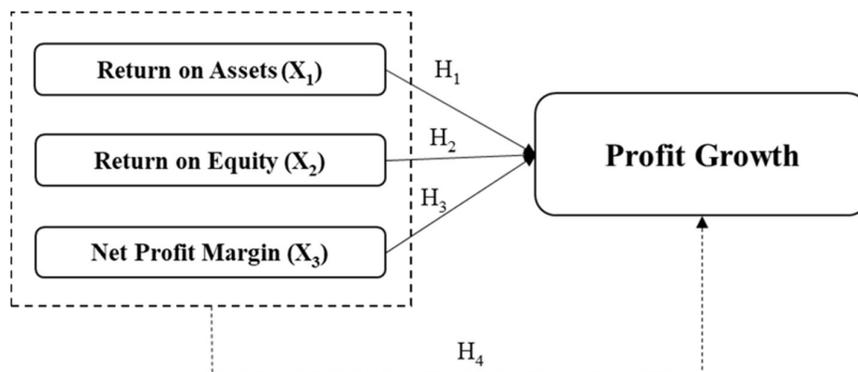 Return on Assets (X₁)
H₁
Return on Equity (X₂)
H₂
Profit Growth
H₃
Net Profit Margin (X₃)
H₄